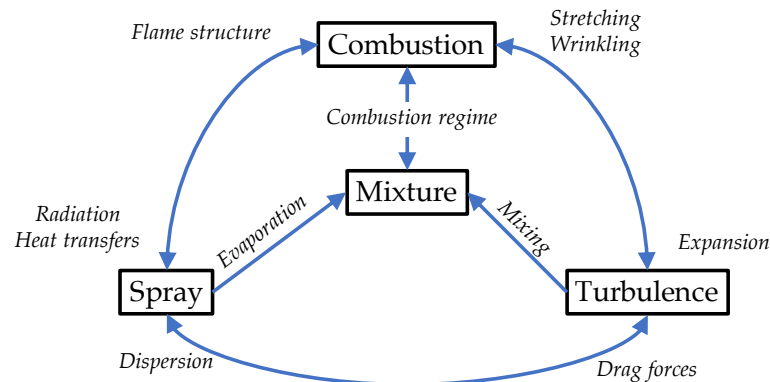 Flame structure
Combustion
Stretching
Wrinkling
Combustion regime
Mixture
Radiation
Heat transfers
Evaporation
Mixing
Expansion
Spray
Turbulence
Dispersion
Drag forces